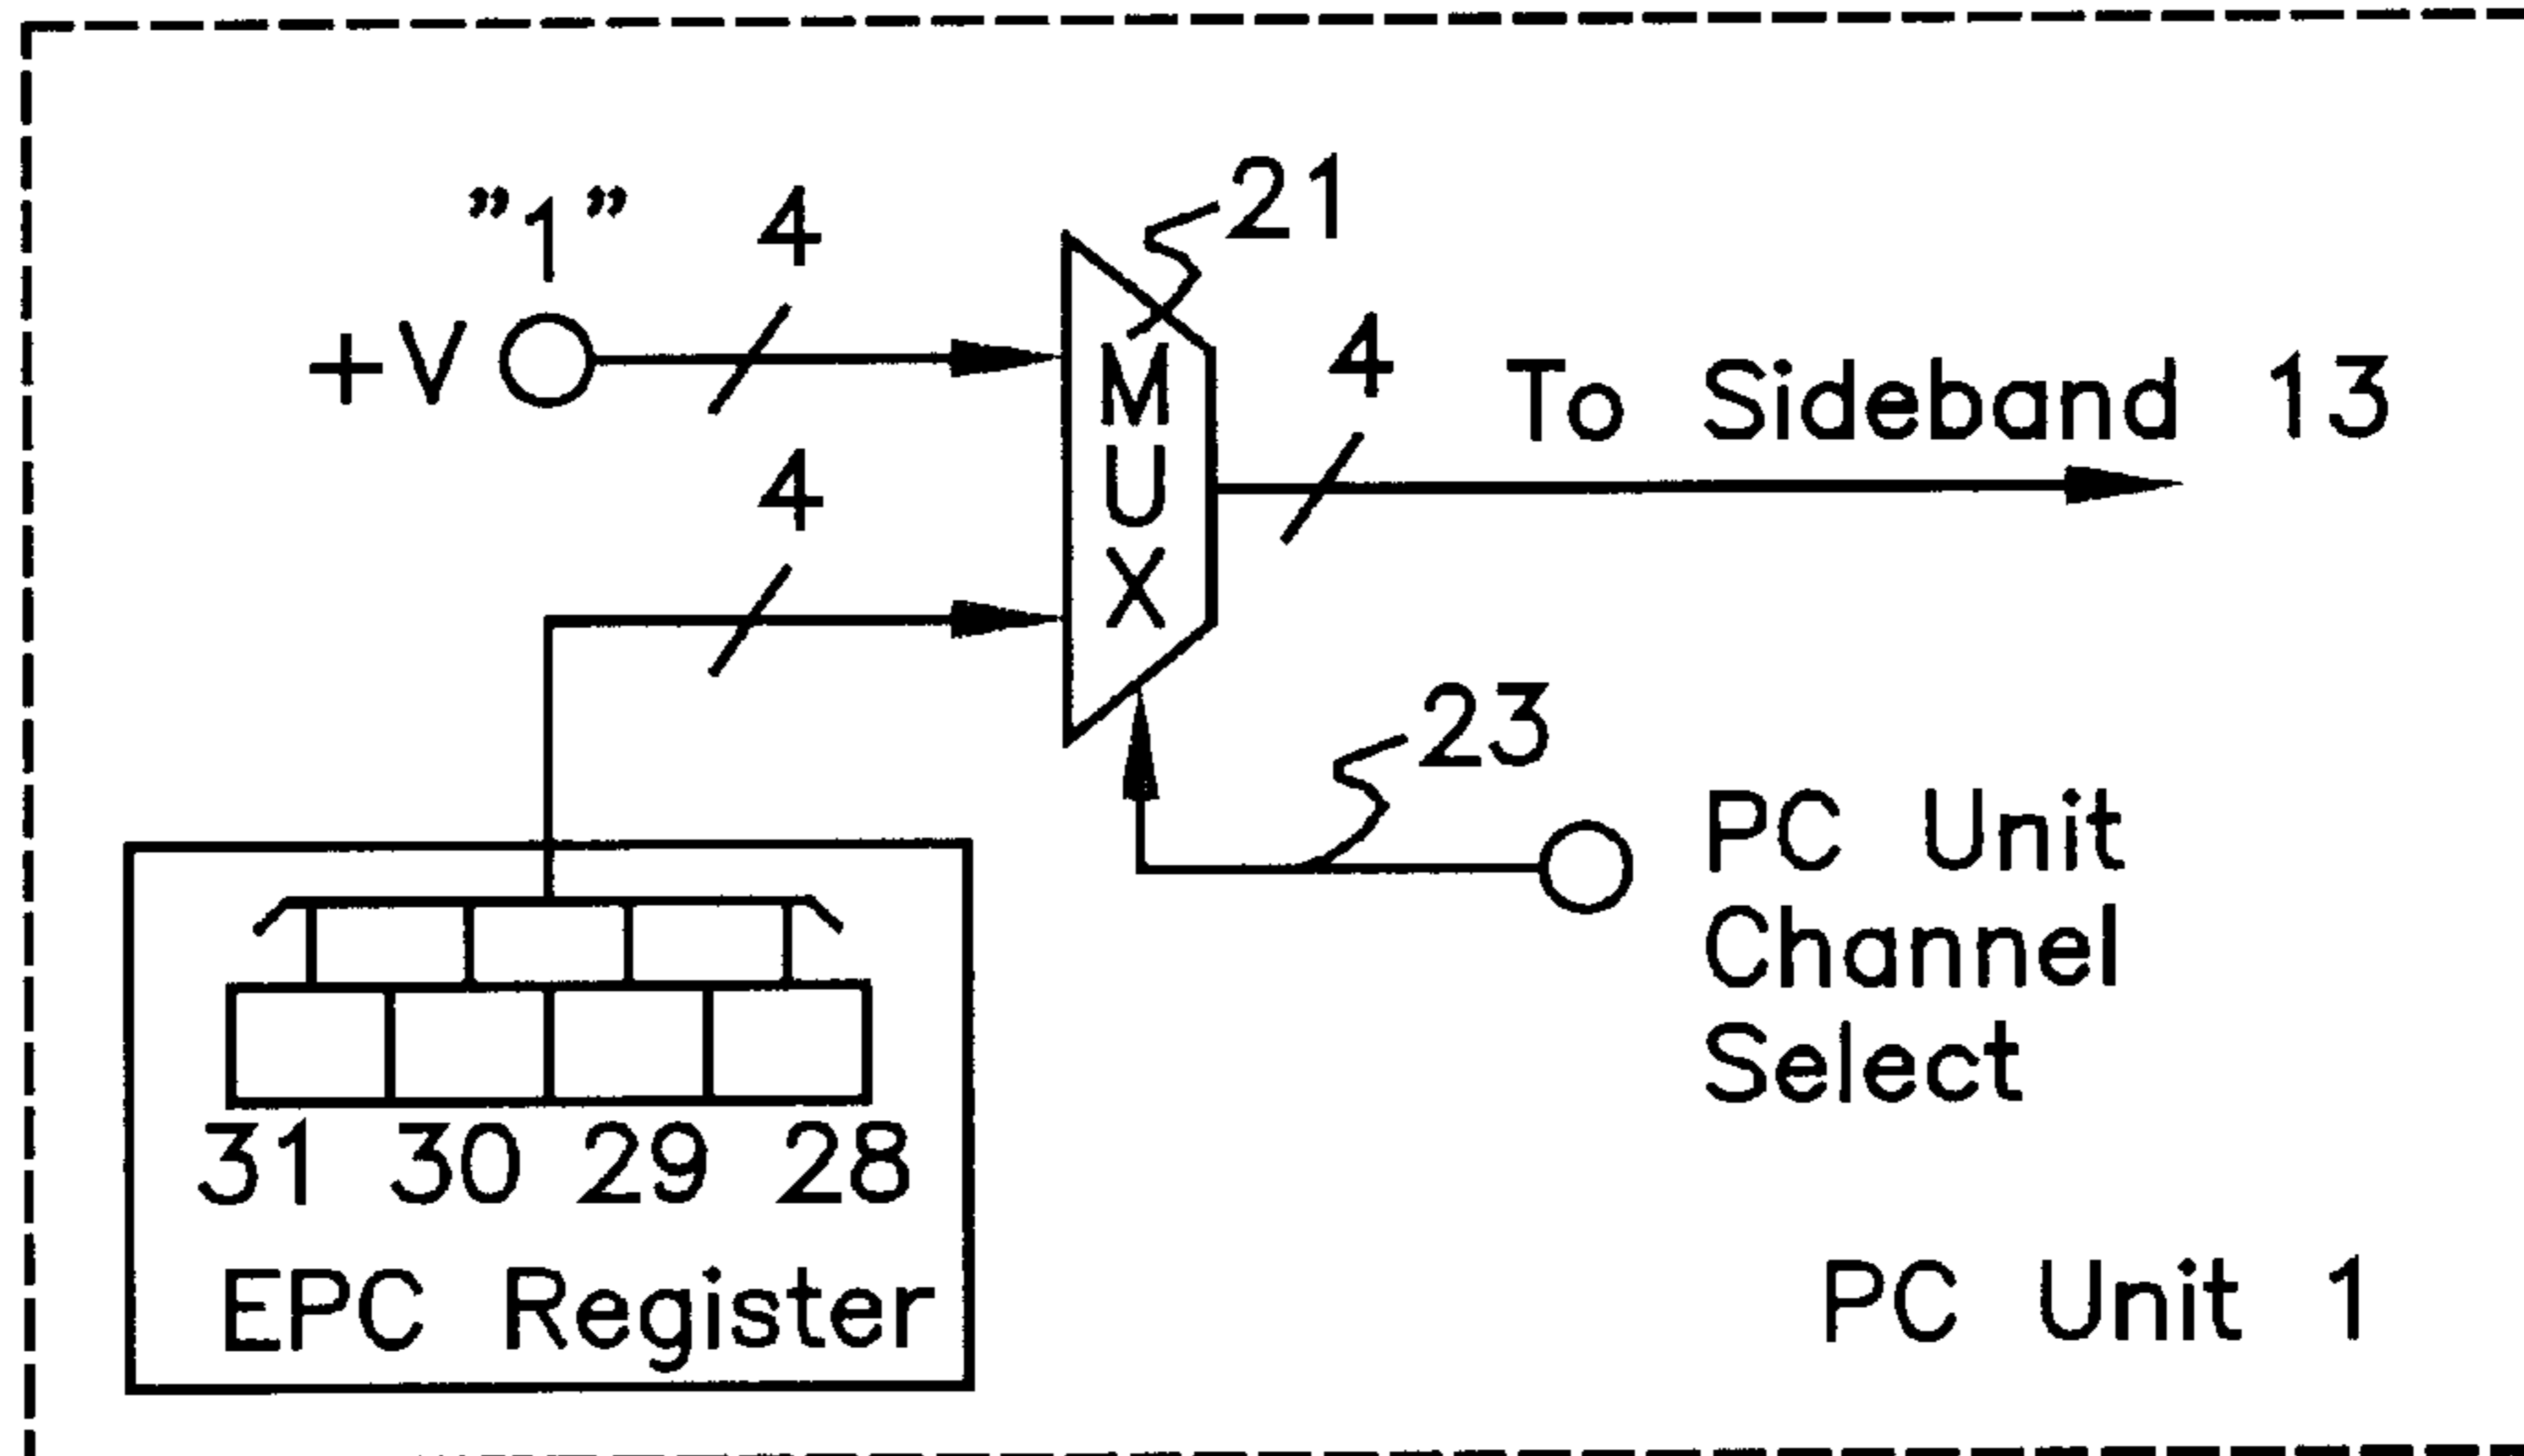 "1"
4
21
+V
4
To Sideband 13
MUX
4
23
PC Unit
Channel
Select
31 30 29 28
EPC Register
PC Unit 1